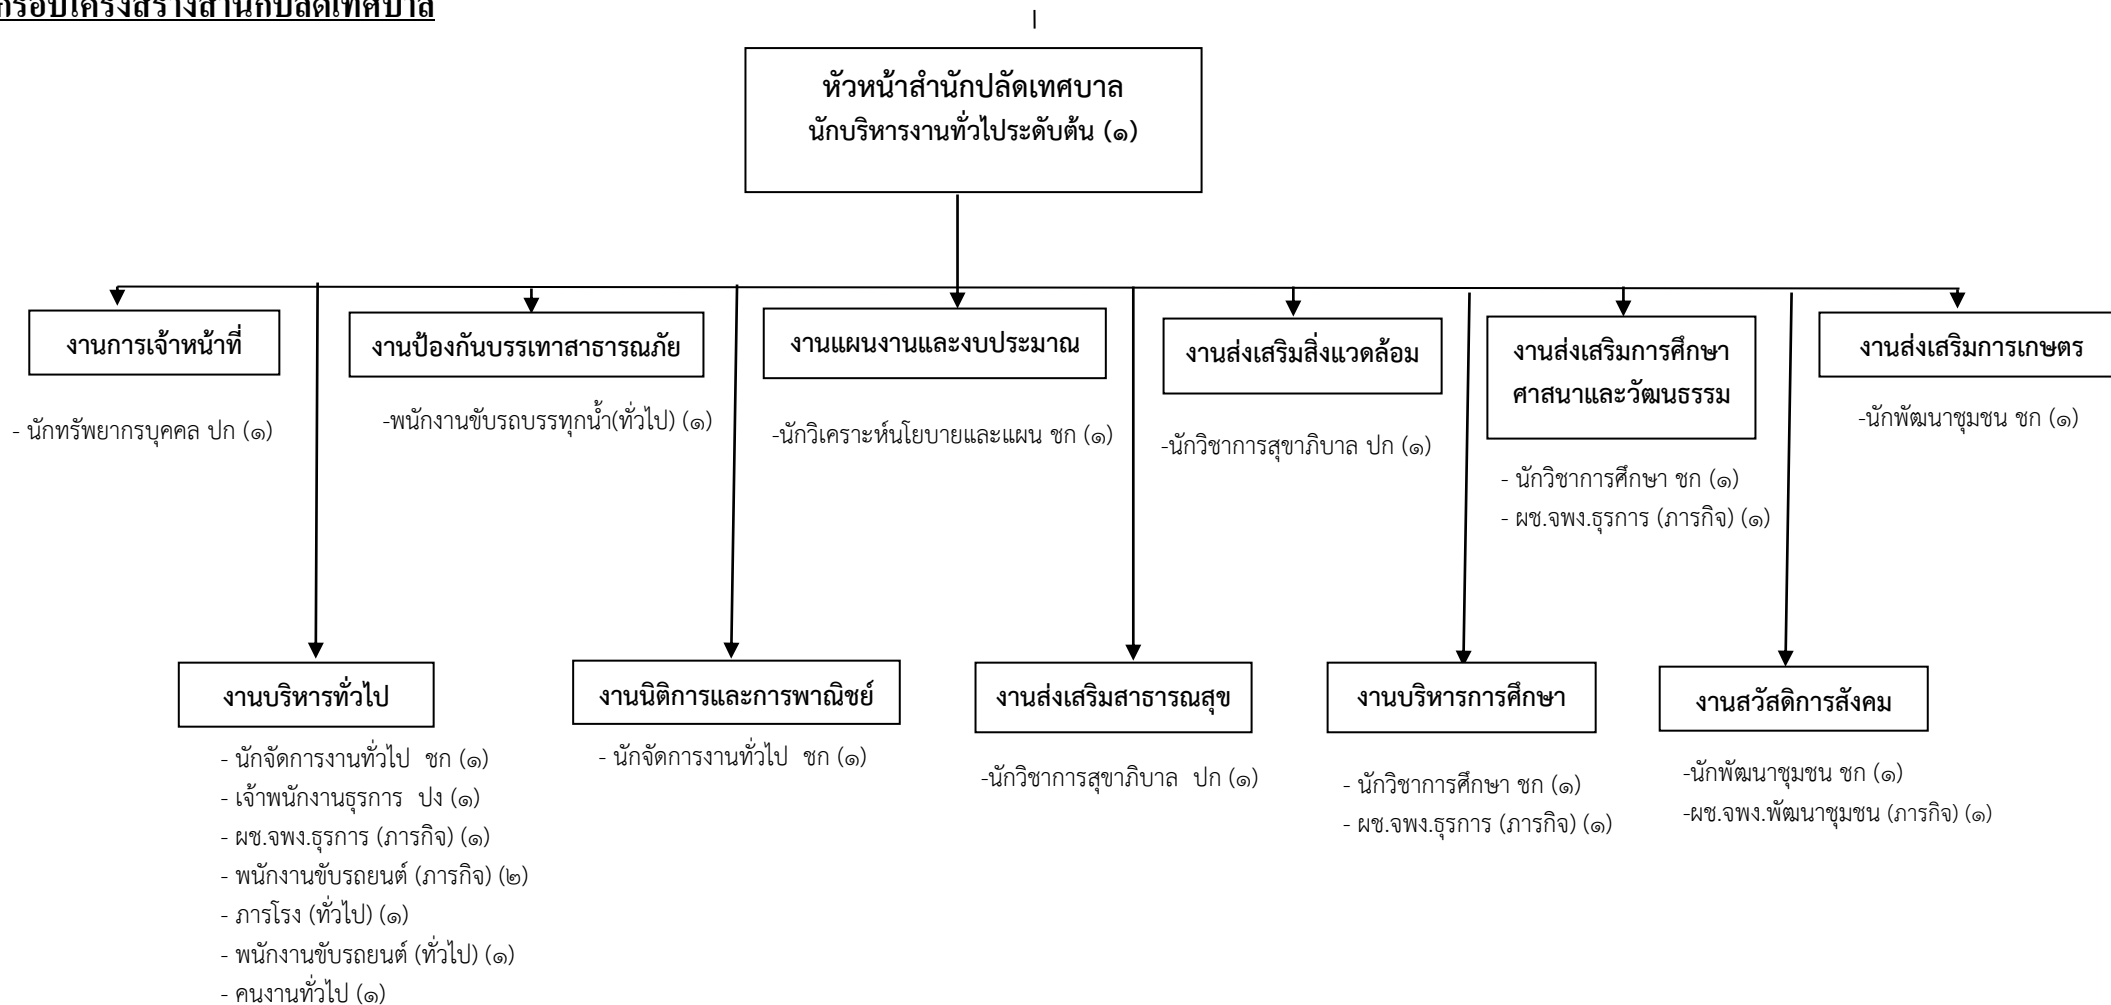 กรอบโครงสร้างสำนักปลัดเทศบาล
หัวหน้าสำนักปลัดเทศบาล
นักบริหารงานทั่วไประดับต้น (๑)
งานการเจ้าหน้าที่
- นักทรัพยากรบุคคล ปก (๑)
งานป้องกันบรรเทาสาธารณภัย
-พนักงานขับรถบรรทุกน้ำ(ทั่วไป) (๑)
งานแผนงานและงบประมาณ
-นักวิเคราะห์นโยบายและแผน ชก (๑)
งานส่งเสริมสิ่งแวดล้อม
-นักวิชาการสุขาภิบาล ปก (๑)
งานส่งเสริมการศึกษา
ศาสนาและวัฒนธรรม
- นักวิชาการศึกษา ชก (๑)
- ผช.จพง.ธุรการ (ภารกิจ) (๑)
งานส่งเสริมการเกษตร
-นักพัฒนาชุมชน ชก (๑)
งานบริหารทั่วไป
- นักจัดการงานทั่วไป  ชก (๑)
- เจ้าพนักงานธุรการ  ปง (๑)
- ผช.จพง.ธุรการ (ภารกิจ) (๑)
- พนักงานขับรถยนต์ (ภารกิจ) (๒)
- ภารโรง (ทั่วไป) (๑)
- พนักงานขับรถยนต์ (ทั่วไป) (๑)
- คนงานทั่วไป (๑)
งานนิติการและการพาณิชย์
- นักจัดการงานทั่วไป  ชก (๑)
งานส่งเสริมสาธารณสุข
-นักวิชาการสุขาภิบาล  ปก (๑)
งานบริหารการศึกษา
- นักวิชาการศึกษา ชก (๑)
- ผช.จพง.ธุรการ (ภารกิจ) (๑)
งานสวัสดิการสังคม
-นักพัฒนาชุมชน ชก (๑)
-ผช.จพง.พัฒนาชุมชน (ภารกิจ) (๑)